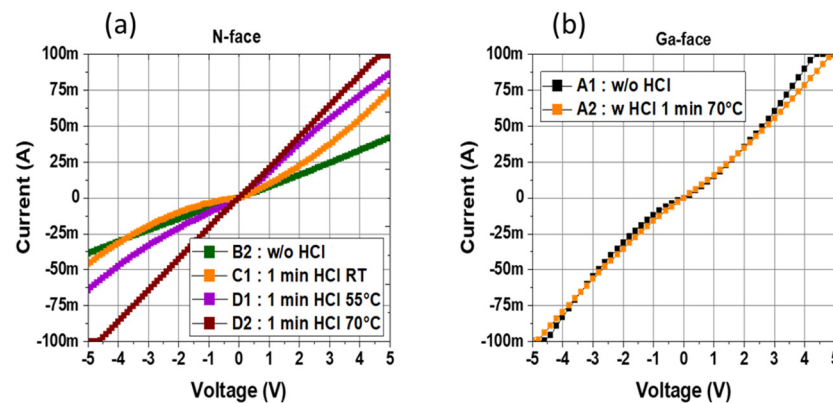 (a)
N-face
100m
75m
50m
25m
0
-25m
-50m
-75m
-100m
Current (A)
B2 : w/o HCl
C1 : 1 min HCl RT
D1 : 1 min HCl 55°C
D2 : 1 min HCl 70°C
-5 -4 -3 -2 -1 0 1 2 3 4 5
Voltage (V)
(b)
Ga-face
100m
75m
50m
25m
0
-25m
-50m
-75m
-100m
Current (A)
A1 : w/o HCl
A2 : w HCl 1 min 70°C
-5 -4 -3 -2 -1 0 1 2 3 4 5
Voltage (V)